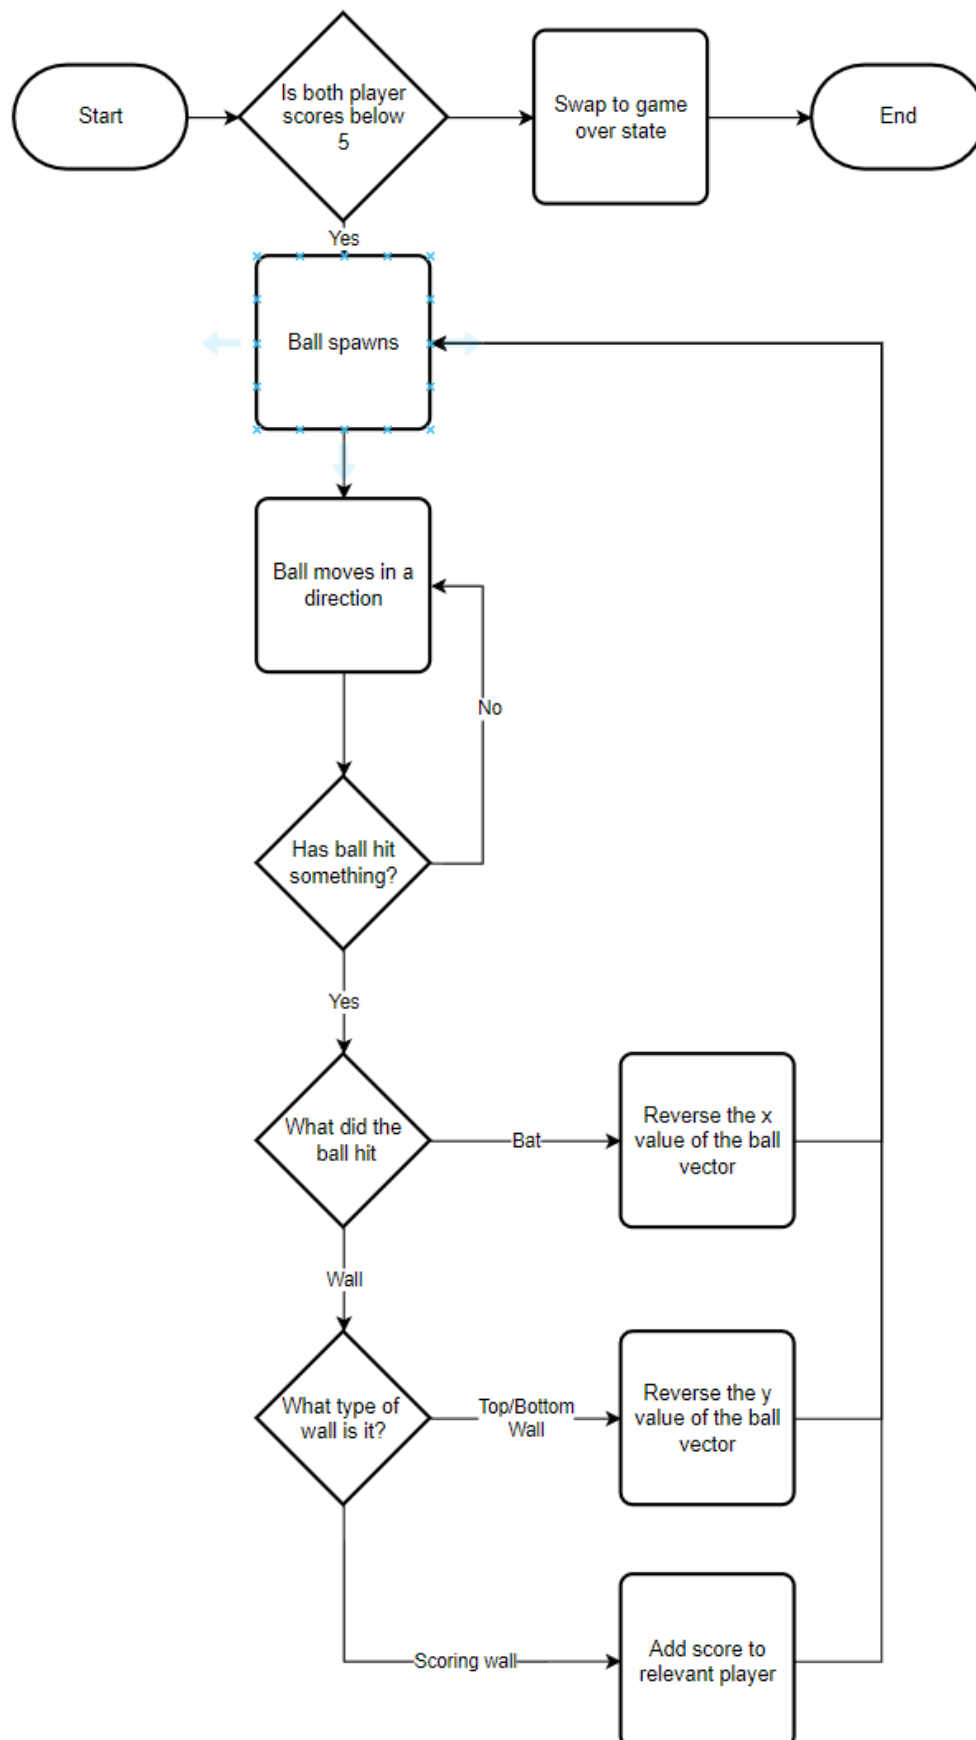 Start
Is both player
scores below
5
Swap to game
over state
End
Yes
Ball spawns
Ball moves in a
direction
No
Has ball hit
something?
Yes
What did the
ball hit
Bat
Reverse the x
value of the ball
vector
Wall
What type of
wall is it?
Top/Bottom
Wall
Reverse the y
value of the ball
vector
Scoring wall
Add score to
relevant player